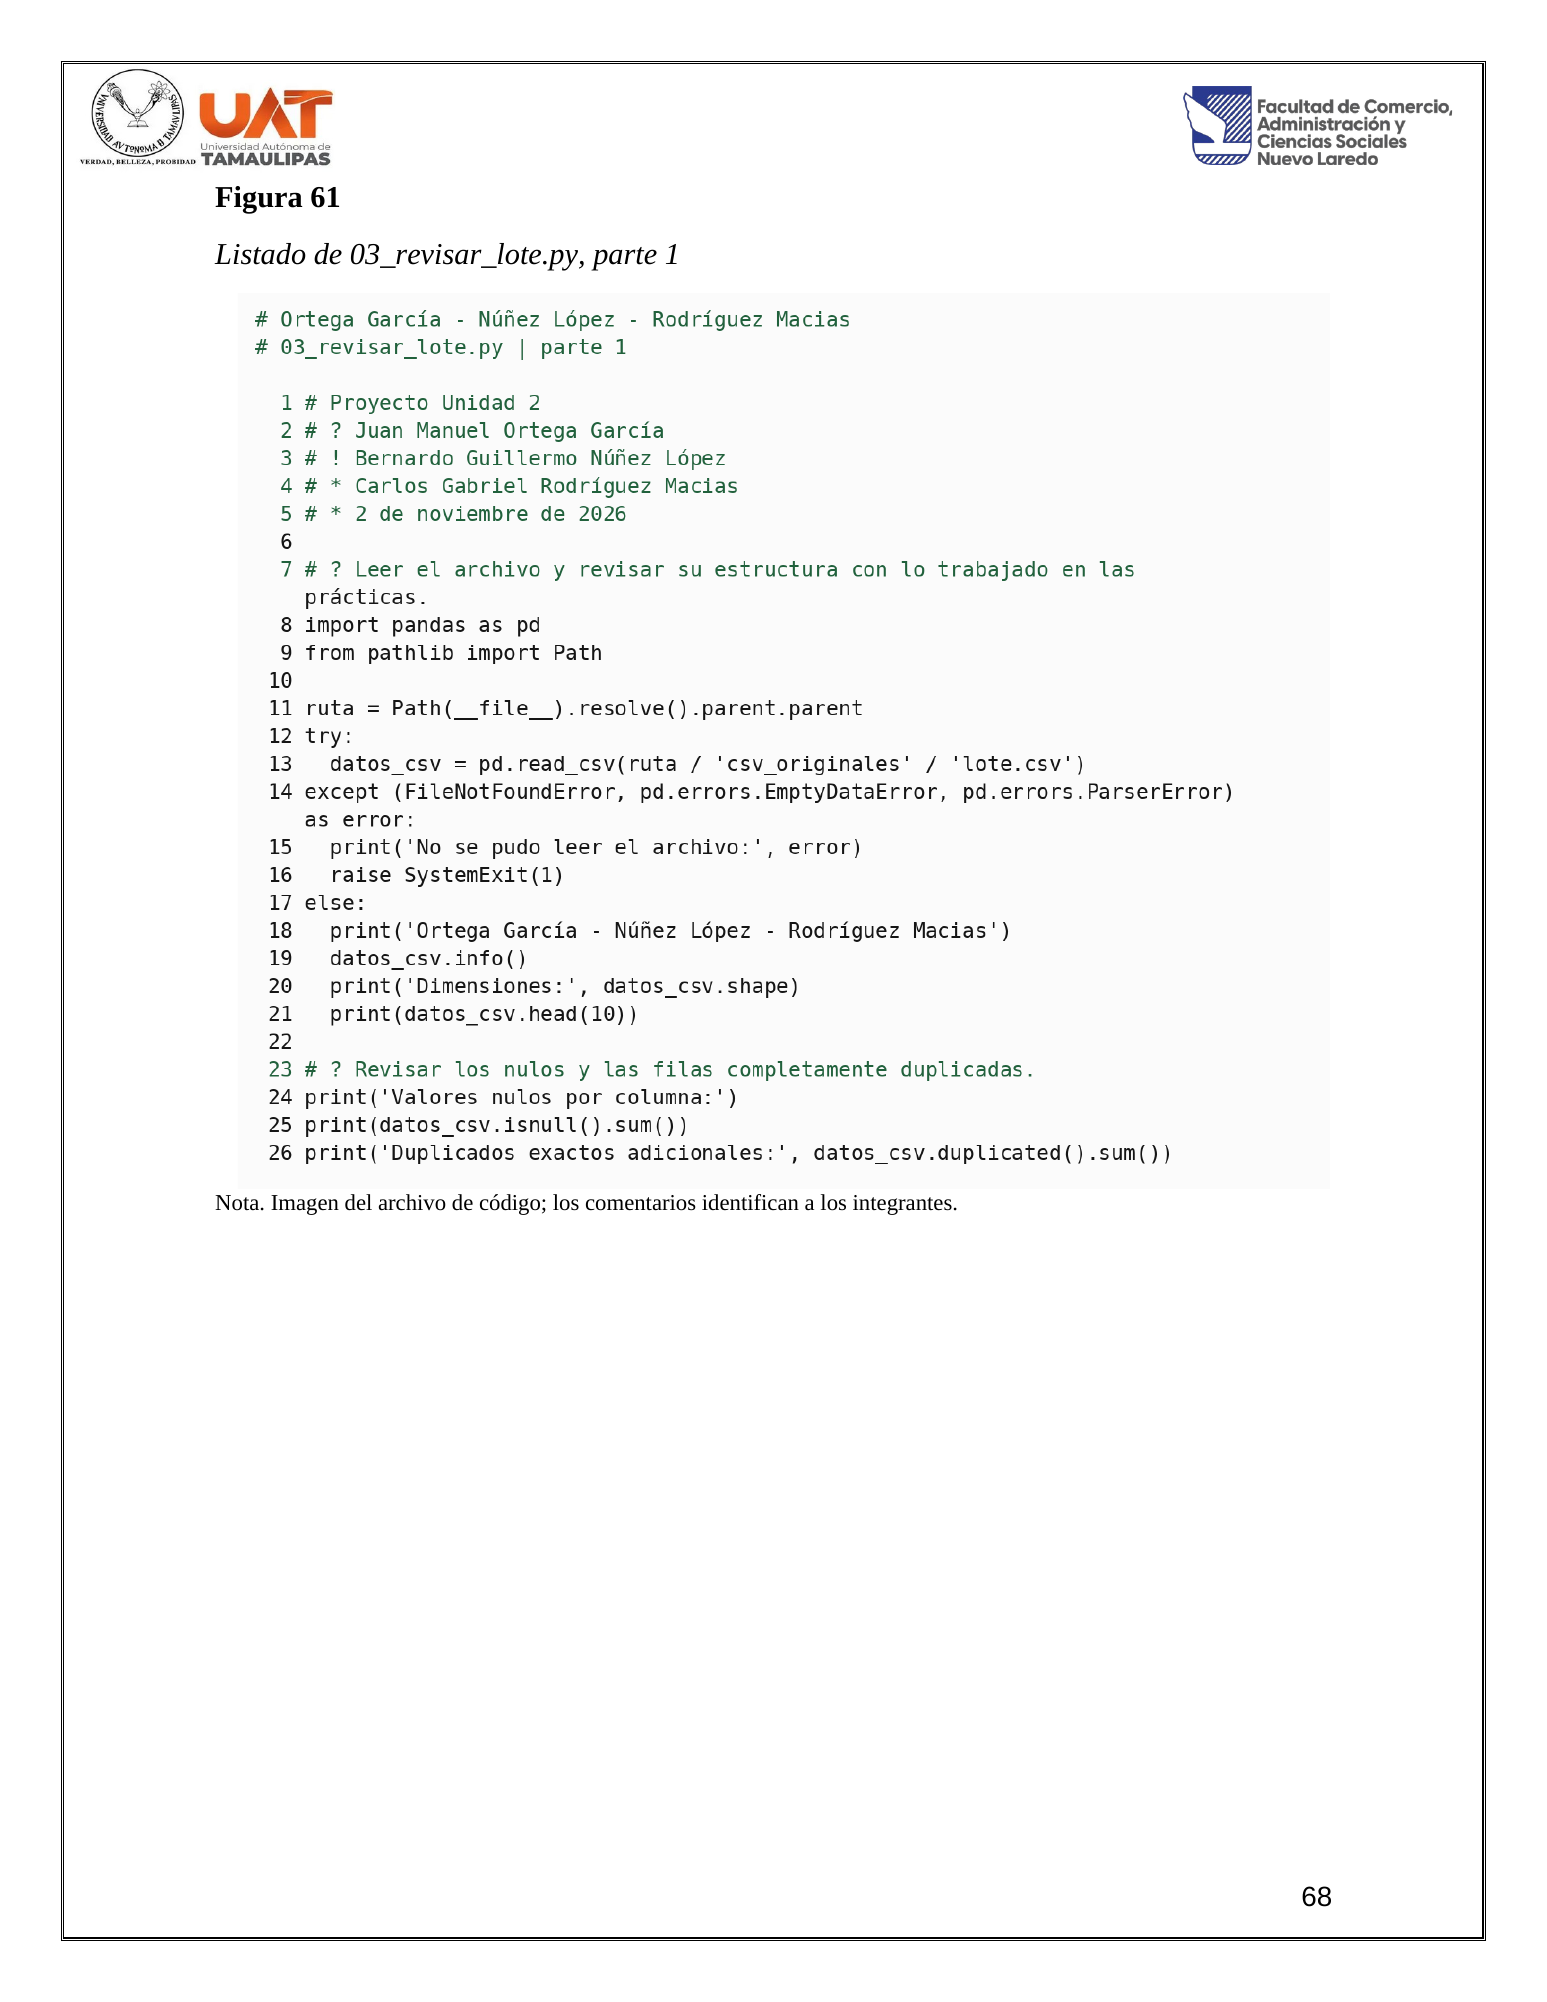 UNIVERSIDAD AVTONOMA D TAMAVLIPAS
VERDAD, BELLEZA, PROBIDAD
UAT
Universidad Autónoma de
TAMAULIPAS
Facultad de Comercio,
Administración y
Ciencias Sociales
Nuevo Laredo
Figura 61
Listado de 03_revisar_lote.py, parte 1
# Ortega García - Núñez López - Rodríguez Macias
# 03_revisar_lote.py | parte 1
1 # Proyecto Unidad 2
2 # ? Juan Manuel Ortega García
3 # ! Bernardo Guillermo Núñez López
4 # * Carlos Gabriel Rodríguez Macias
5 # * 2 de noviembre de 2026
6
7 # ? Leer el archivo y revisar su estructura con lo trabajado en las
prácticas.
8 import pandas as pd
9 from pathlib import Path
10
11 ruta = Path(__file__).resolve().parent.parent
12 try:
13   datos_csv = pd.read_csv(ruta / 'csv_originales' / 'lote.csv')
14 except (FileNotFoundError, pd.errors.EmptyDataError, pd.errors.ParserError)
as error:
15   print('No se pudo leer el archivo:', error)
16   raise SystemExit(1)
17 else:
18   print('Ortega García - Núñez López - Rodríguez Macias')
19   datos_csv.info()
20   print('Dimensiones:', datos_csv.shape)
21   print(datos_csv.head(10))
22
23 # ? Revisar los nulos y las filas completamente duplicadas.
24 print('Valores nulos por columna:')
25 print(datos_csv.isnull().sum())
26 print('Duplicados exactos adicionales:', datos_csv.duplicated().sum())
Nota. Imagen del archivo de código; los comentarios identifican a los integrantes.
68